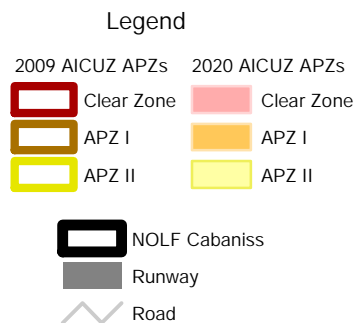 Legend
2009 AICUZ APZs 2020 AICUZ APZs
Clear Zone Clear Zone
APZ I APZ I
APZ II APZ II
NOLF Cabaniss
Runway
Road